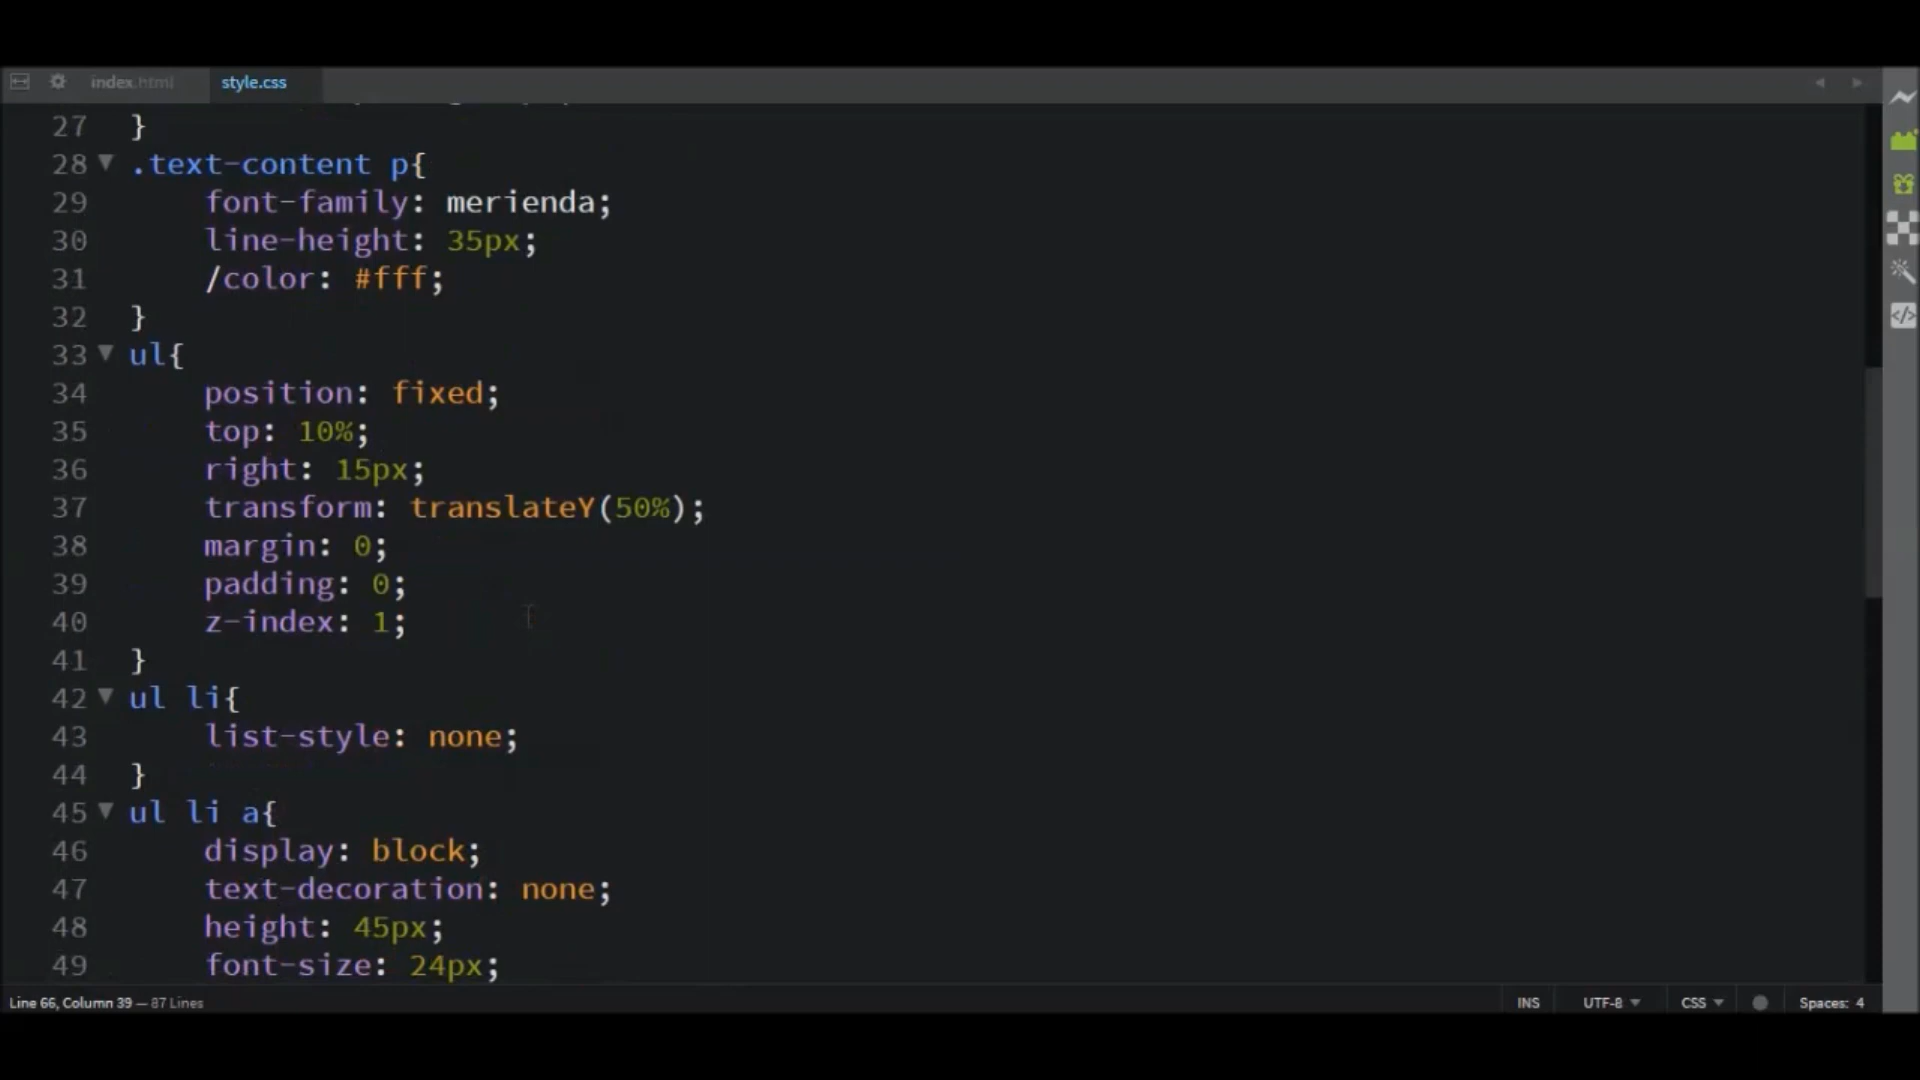 index.html style.css
27 }
28 .text-content p{
29 font-family: merienda;
30 line-height: 35px;
31 /color: #fff;
32 }
33 ul{
34 position: fixed;
35 top: 10%;
36 right: 15px;
37 transform: translateY(50%);
38 margin: 0;
39 padding: 0;
40 z-index: 1;
41 }
42 ul li{
43 list-style: none;
44 }
45 ul li a{
46 display: block;
47 text-decoration: none;
48 height: 45px;
49 font-size: 24px;
Line 66, Column 39 — 87 Lines INS UTF-8 CSS Spaces: 4